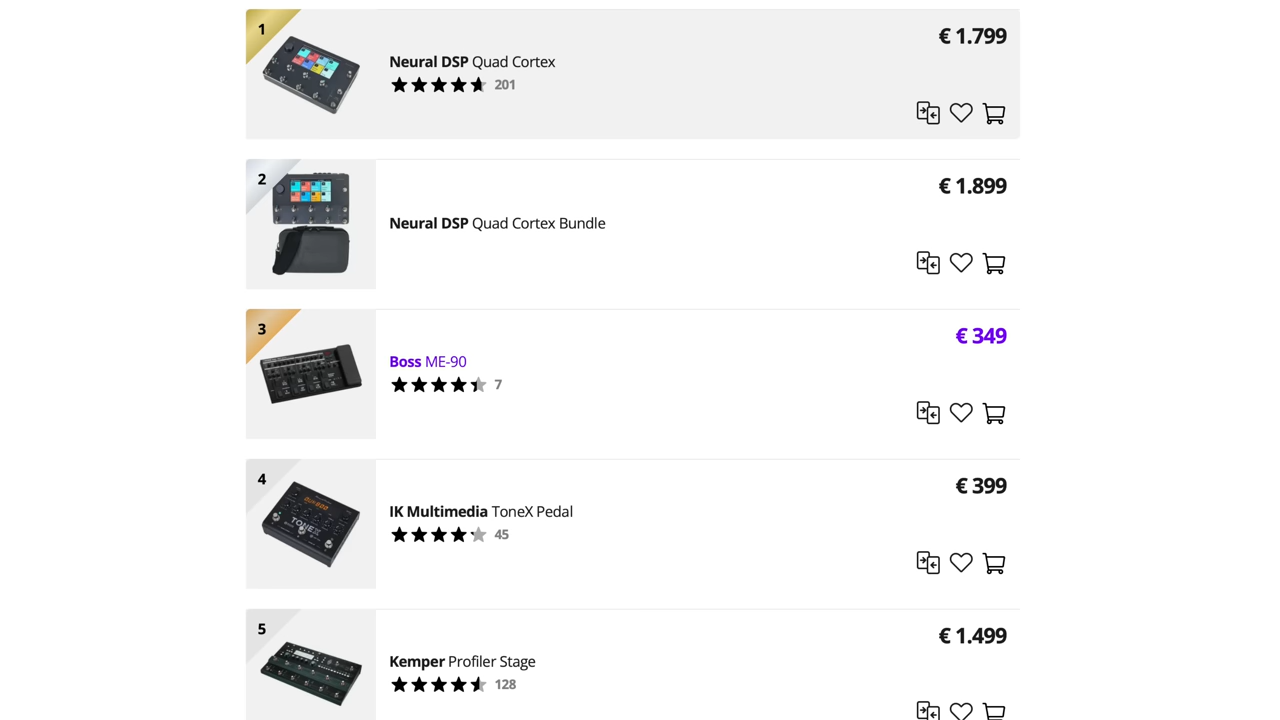 1
€ 1.799
Neural DSP Quad Cortex
201
2
€ 1.899
Neural DSP Quad Cortex Bundle
3
€ 349
Boss ME-90
7
4
€ 399
IK Multimedia ToneX Pedal
45
TONEX
5
€ 1.499
Kemper Profiler Stage
128